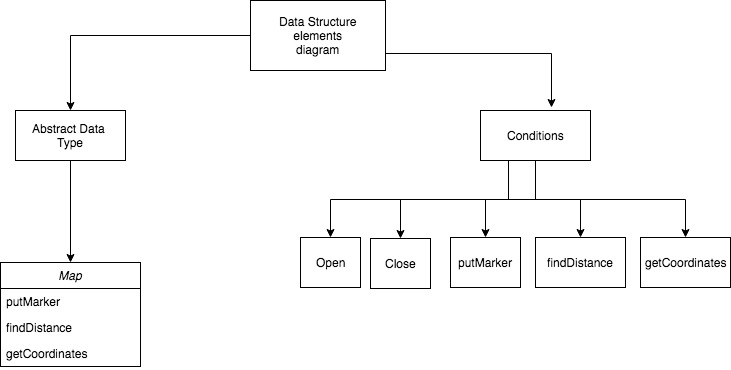 Data Structure
elements
diagram
Abstract Data
Type
Conditions
Open
Close
putMarker
findDistance
getCoordinates
Map
putMarker
findDistance
getCoordinates